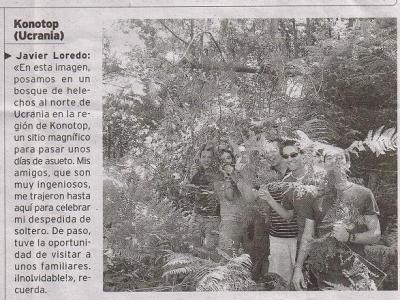 Konotop
(Ucrania)
► Javier Loredo:
«En esta imagen,
posamos en un
bosque de hele-
chos al norte de
Ucrania en la re-
gión de Konotop,
un sitio magnífico
para pasar unos
días de asueto. Mis
amigos, que son
muy ingeniosos,
me trajeron hasta
aquí para celebrar
mi despedida de
soltero. De paso,
tuve la oportuni-
dad de visitar a
unos familiares.
¡Inolvidable!», re-
cuerda.